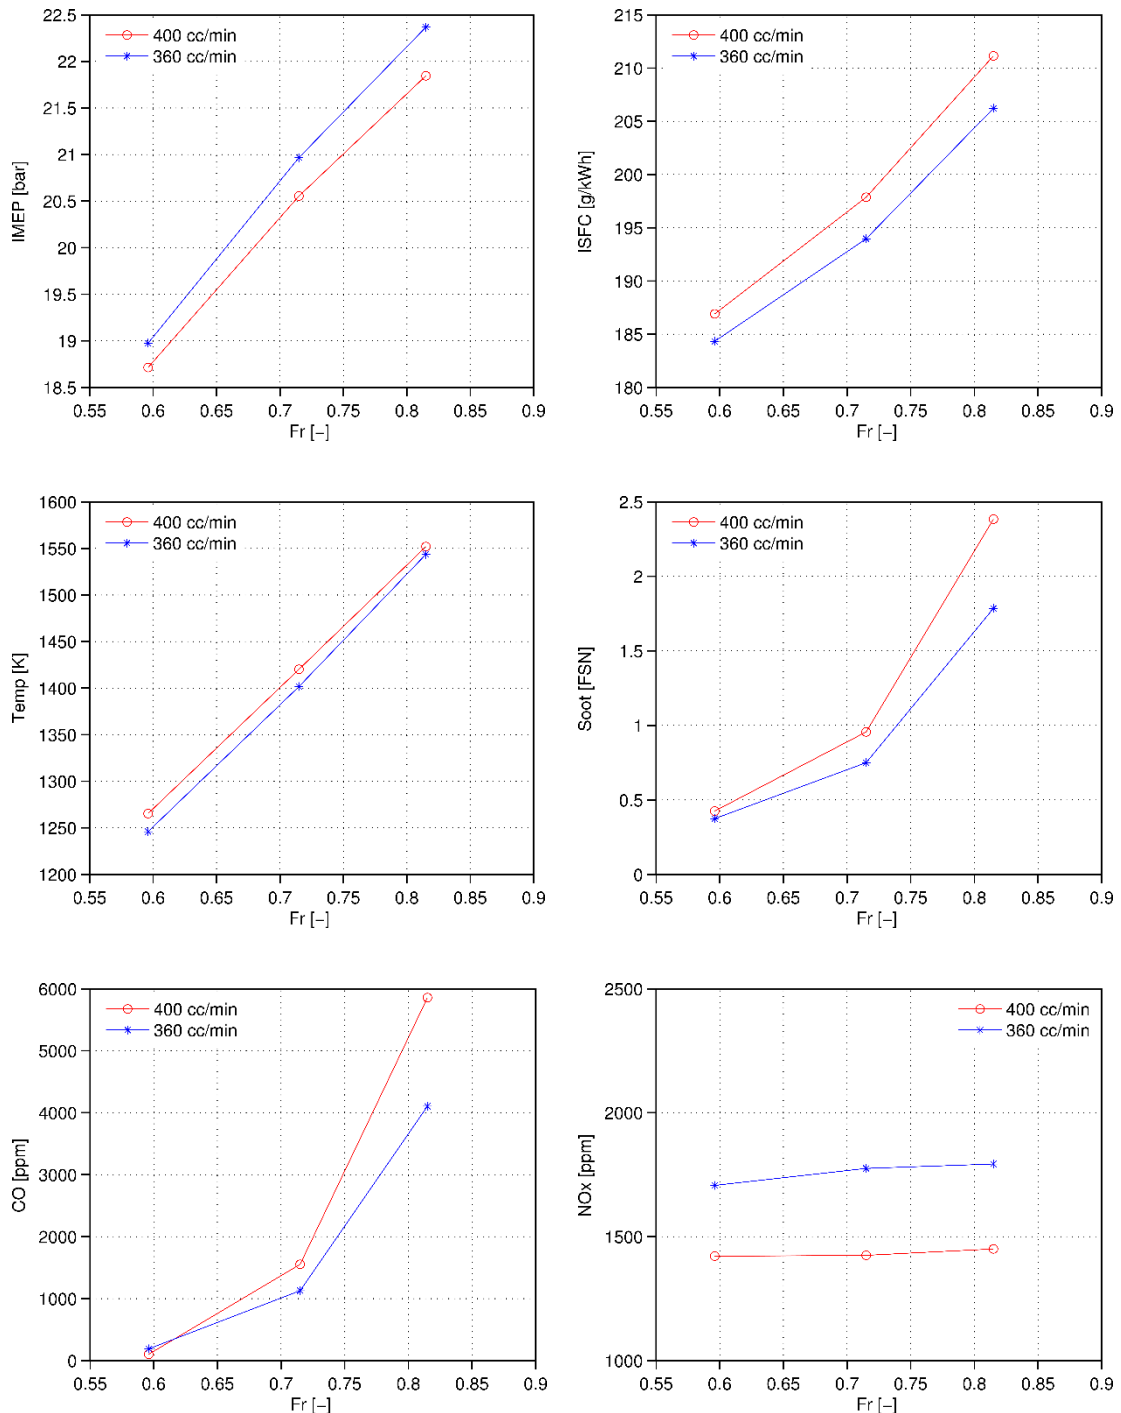 22.5
22
21.5
21
20.5
20
19.5
19
18.5
IMEP [bar]
400 cc/min
360 cc/min
0.55 0.6 0.65 0.7 0.75 0.8 0.85 0.9
Fr [–]
215
210
205
200
195
190
185
180
ISFC [g/kWh]
400 cc/min
360 cc/min
0.55 0.6 0.65 0.7 0.75 0.8 0.85 0.9
Fr [–]
1600
1550
1500
1450
1400
1350
1300
1250
1200
Temp [K]
400 cc/min
360 cc/min
0.55 0.6 0.65 0.7 0.75 0.8 0.85 0.9
Fr [–]
2.5
2
1.5
1
0.5
0
Soot [FSN]
400 cc/min
360 cc/min
0.55 0.6 0.65 0.7 0.75 0.8 0.85 0.9
Fr [–]
6000
5000
4000
3000
2000
1000
0
CO [ppm]
400 cc/min
360 cc/min
0.55 0.6 0.65 0.7 0.75 0.8 0.85 0.9
Fr [–]
2500
2000
1500
1000
NOx [ppm]
400 cc/min
360 cc/min
0.55 0.6 0.65 0.7 0.75 0.8 0.85 0.9
Fr [–]